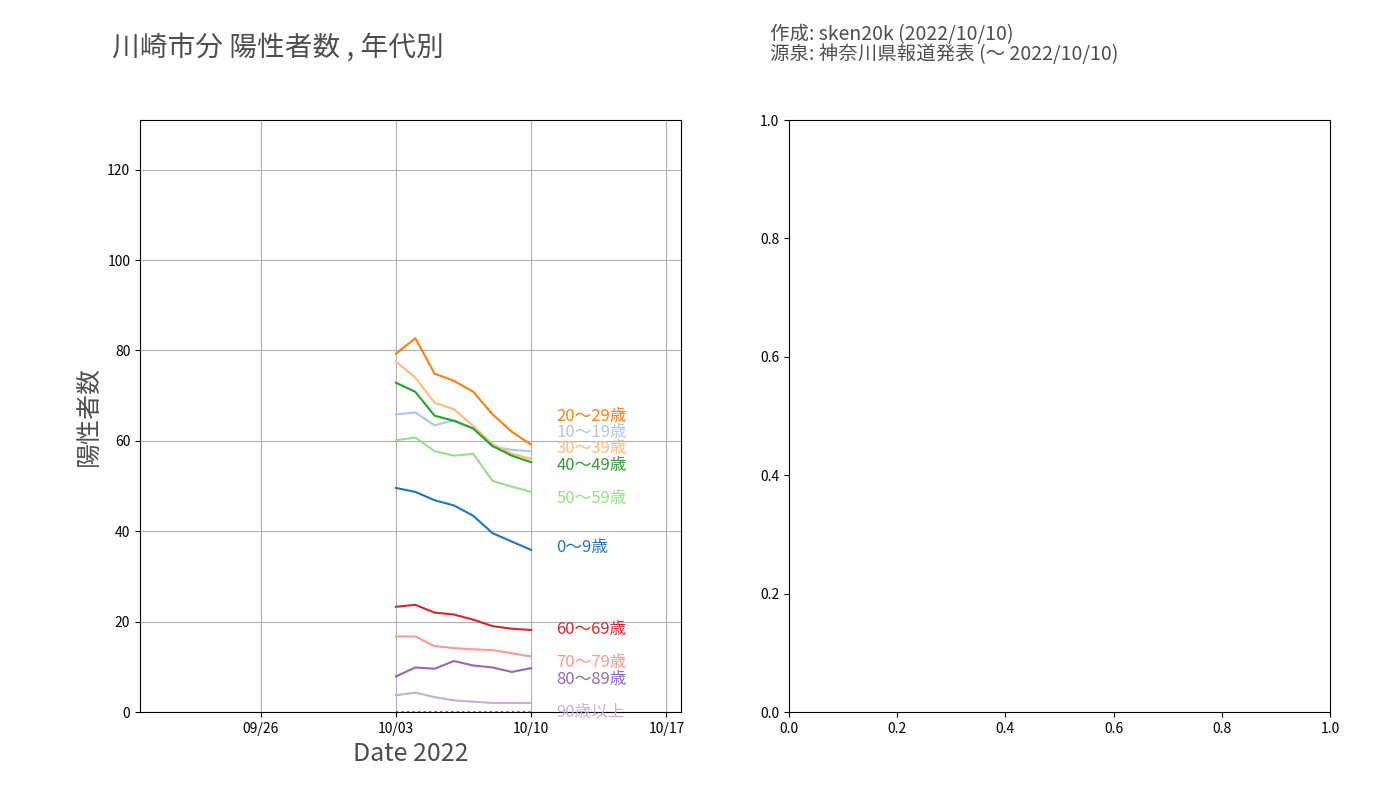 川崎市分 陽性者数 , 年代別
作成: sken20k (2022/10/10)
源泉: 神奈川県報道発表 (～ 2022/10/10)
陽性者数
120
100
80
60
40
20
0
20～29歳
10～19歳
30～39歳
40～49歳
50～59歳
0～9歳
60～69歳
70～79歳
80～89歳
90歳以上
09/26
10/03
10/10
10/17
Date 2022
1.0
0.8
0.6
0.4
0.2
0.0
0.0
0.2
0.4
0.6
0.8
1.0